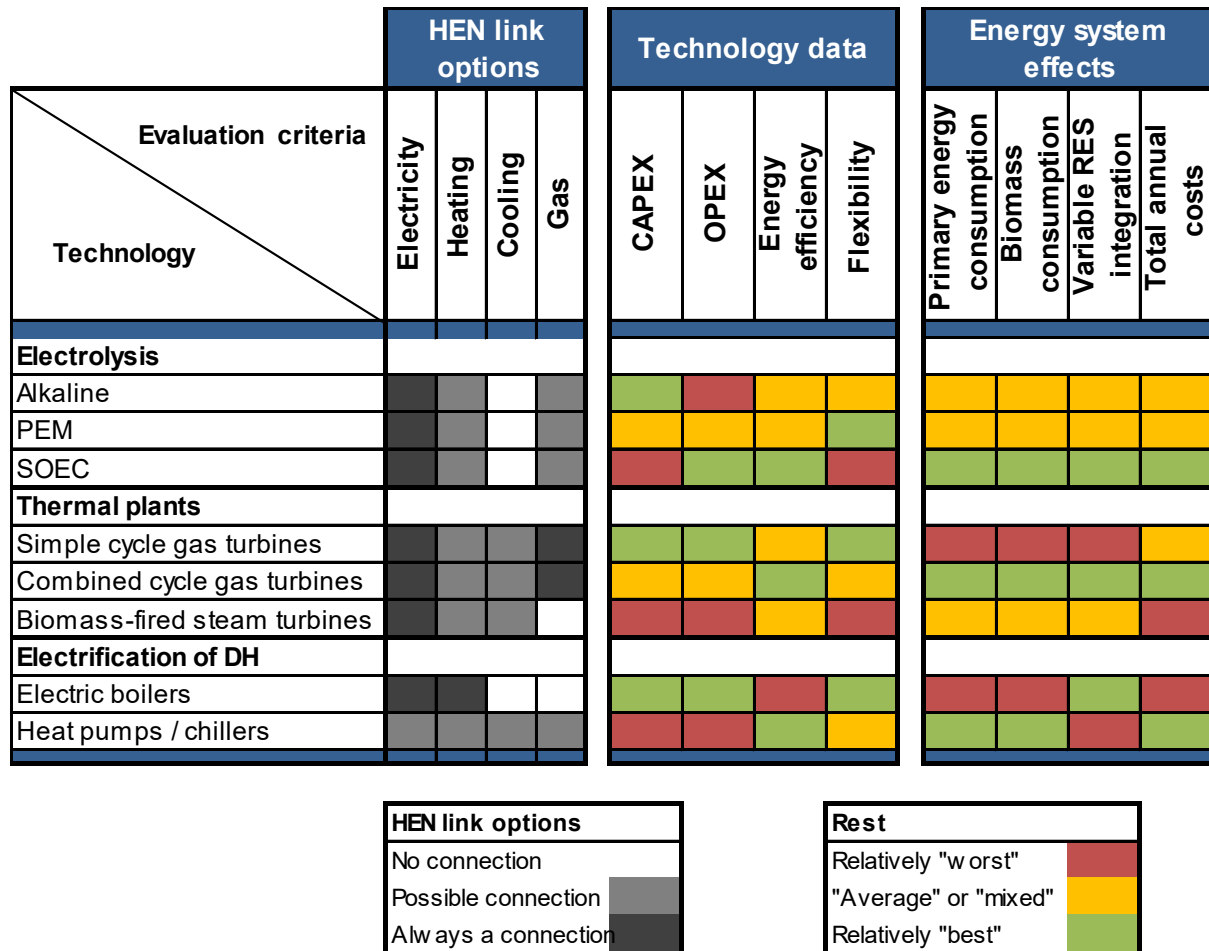 HEN link
options
Technology data
Energy system
effects
Evaluation criteria
Technology
Electricity
Heating
Cooling
Gas
CAPEX
OPEX
Energy
efficiency
Flexibility
Primary energy
consumption
Biomass
consumption
Variable RES
integration
Total annual
costs
Electrolysis
Alkaline
PEM
SOEC
Thermal plants
Simple cycle gas turbines
Combined cycle gas turbines
Biomass-fired steam turbines
Electrification of DH
Electric boilers
Heat pumps / chillers
HEN link options
No connection
Possible connection
Always a connection
Rest
Relatively "worst"
"Average" or "mixed"
Relatively "best"